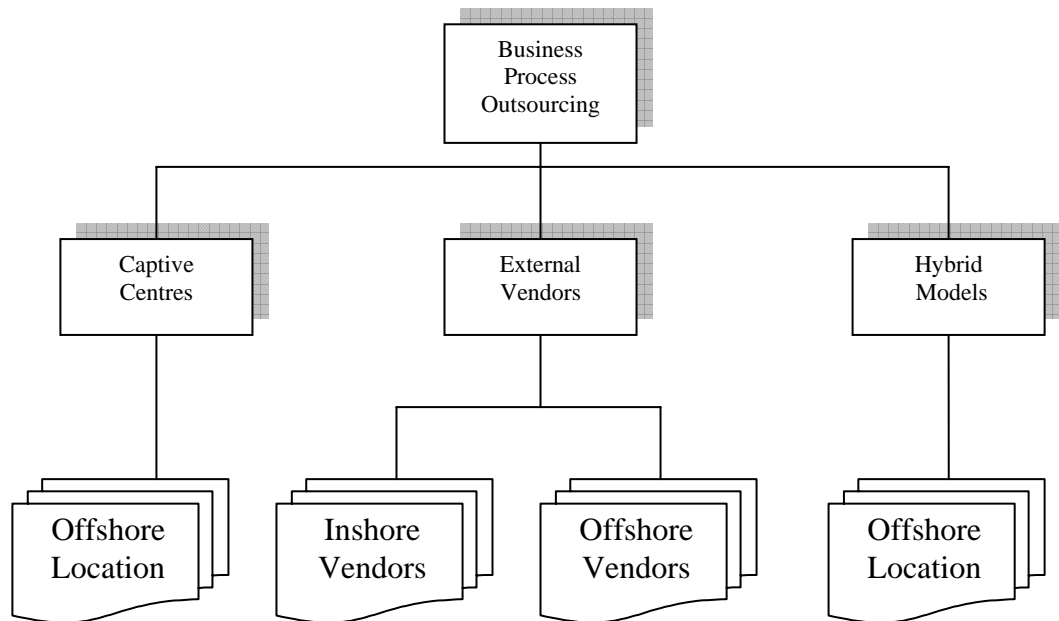 Business
Process
Outsourcing
Captive
Centres
External
Vendors
Hybrid
Models
Offshore
Location
Inshore
Vendors
Offshore
Vendors
Offshore
Location